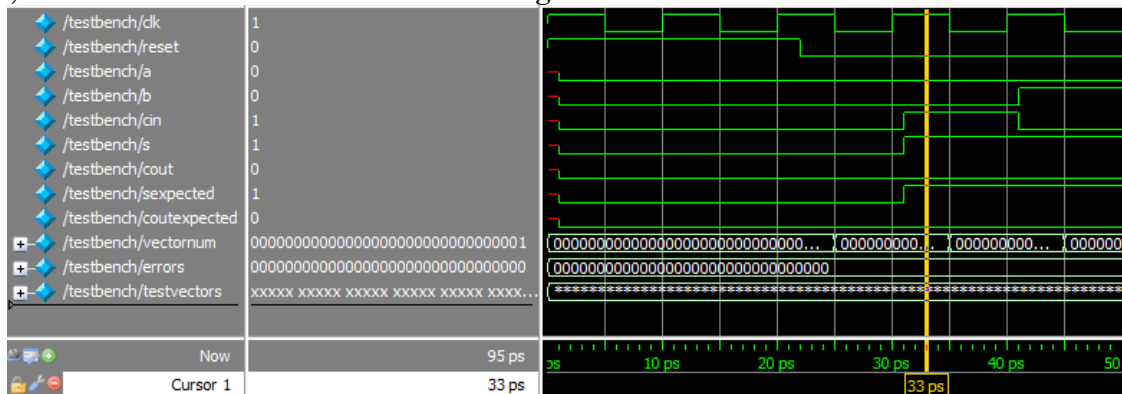 /testbench/clk 1
/testbench/reset 0
/testbench/a 0
/testbench/b 0
/testbench/cin 1
/testbench/s 1
/testbench/cout 0
/testbench/sexpected 1
/testbench/coutexpected 0
/testbench/vectornum 00000000000000000000000000000001 00000000000000000000000000000... 000000000... 000000000... 000000
/testbench/errors 00000000000000000000000000000000 00000000000000000000000000000000
/testbench/testvectors xxxxx xxxxx xxxxx xxxxx xxxxx xxxx...
Now 95 ps ps 10 ps 20 ps 30 ps 40 ps 50
Cursor 1 33 ps 33 ps